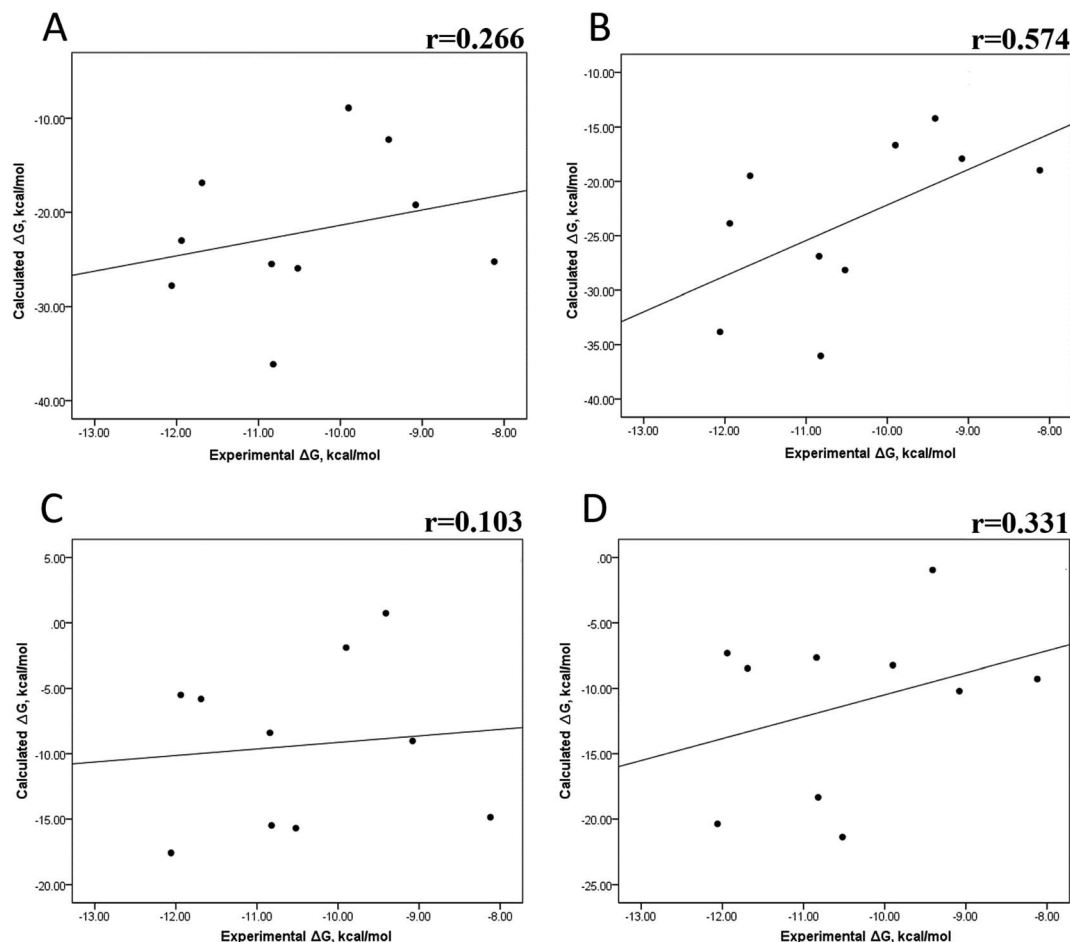 A
r=0.266
Calculated ΔG, kcal/mol
-10.00
-20.00
-30.00
-40.00
-13.00 -12.00 -11.00 -10.00 -9.00 -8.00
Experimental ΔG, kcal/mol
B
r=0.574
Calculated ΔG, kcal/mol
-10.00
-15.00
-20.00
-25.00
-30.00
-35.00
-40.00
-13.00 -12.00 -11.00 -10.00 -9.00 -8.00
Experimental ΔG, kcal/mol
C
r=0.103
Calculated ΔG, kcal/mol
5.00
.00
-5.00
-10.00
-15.00
-20.00
-13.00 -12.00 -11.00 -10.00 -9.00 -8.00
Experimental ΔG, kcal/mol
D
r=0.331
Calculated ΔG, kcal/mol
.00
-5.00
-10.00
-15.00
-20.00
-25.00
-13.00 -12.00 -11.00 -10.00 -9.00 -8.00
Experimental ΔG, kcal/mol